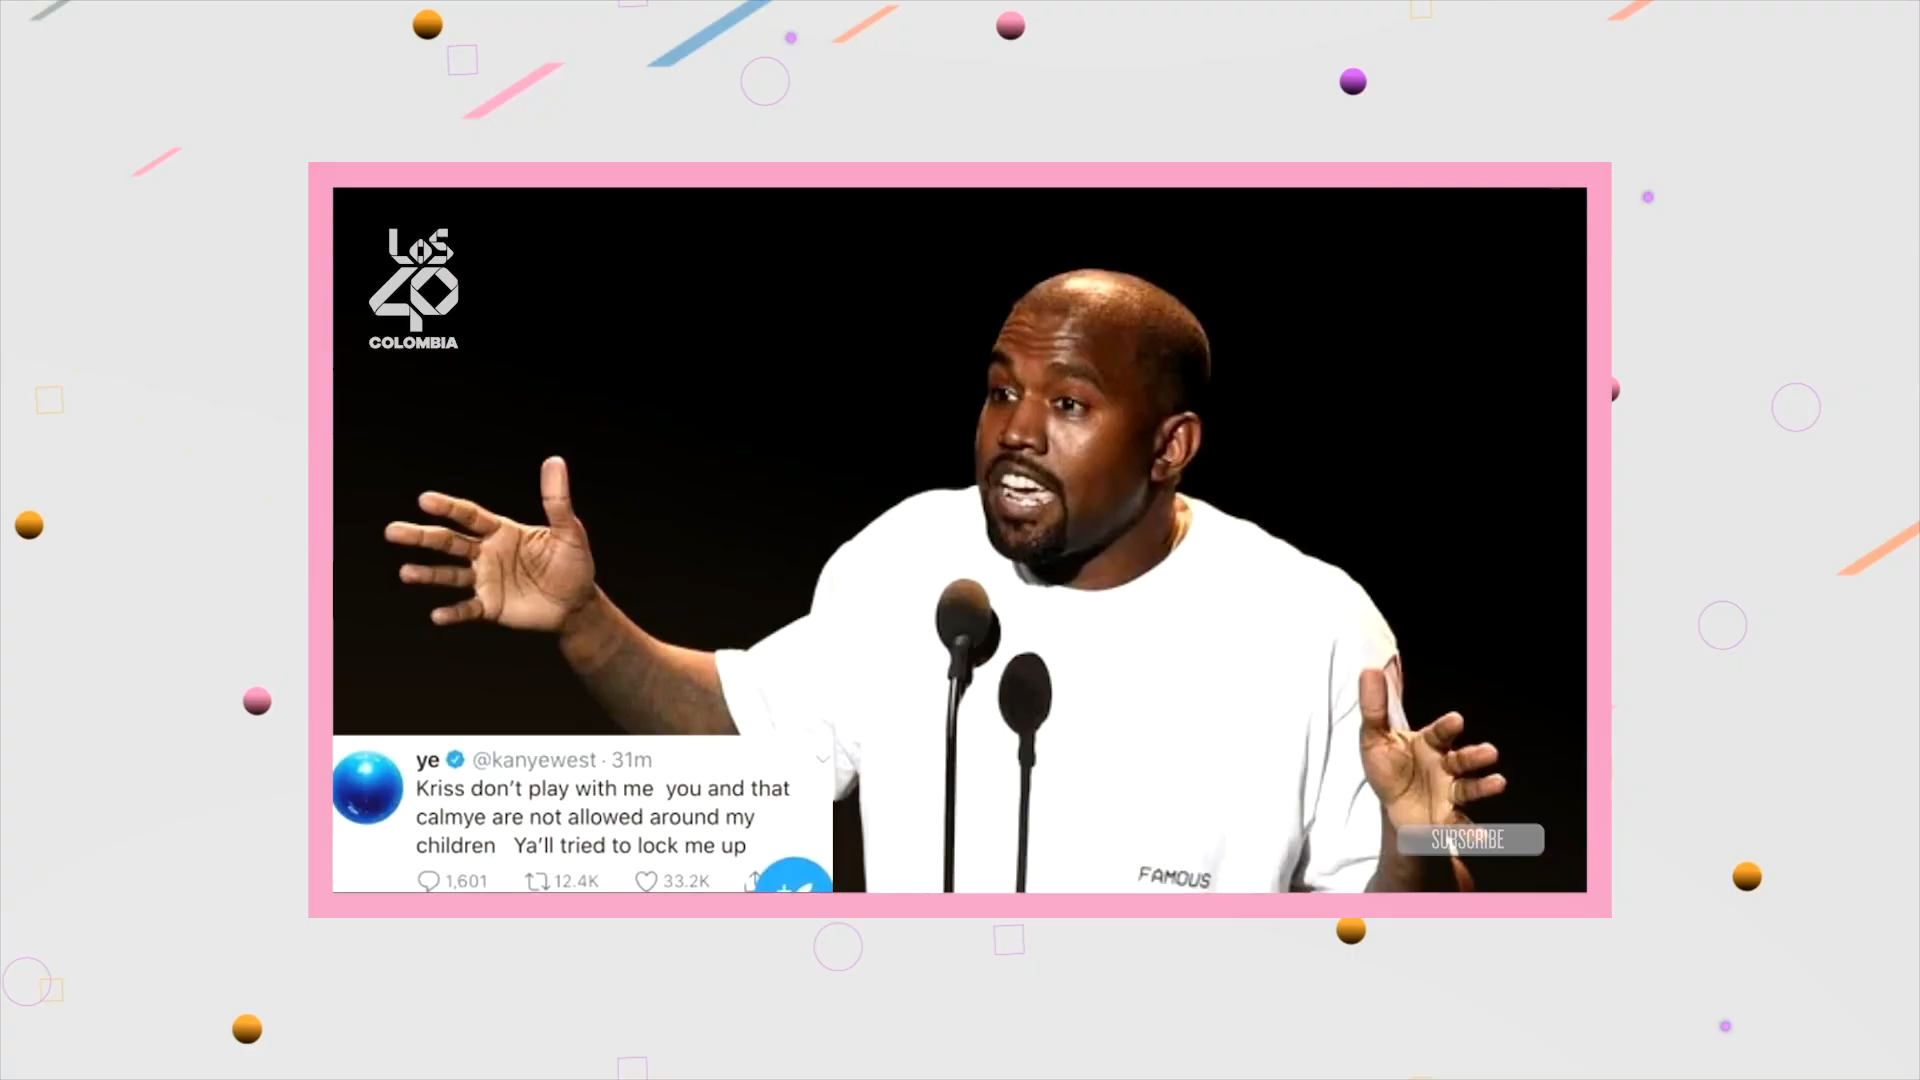 LOS
40
COLOMBIA
ye @kanyewest · 31m
Kriss don’t play with me you and that
calmye are not allowed around my
children Ya’ll tried to lock me up
1,601 12.4K 33.2K
SUBSCRIBE
FAMOUS